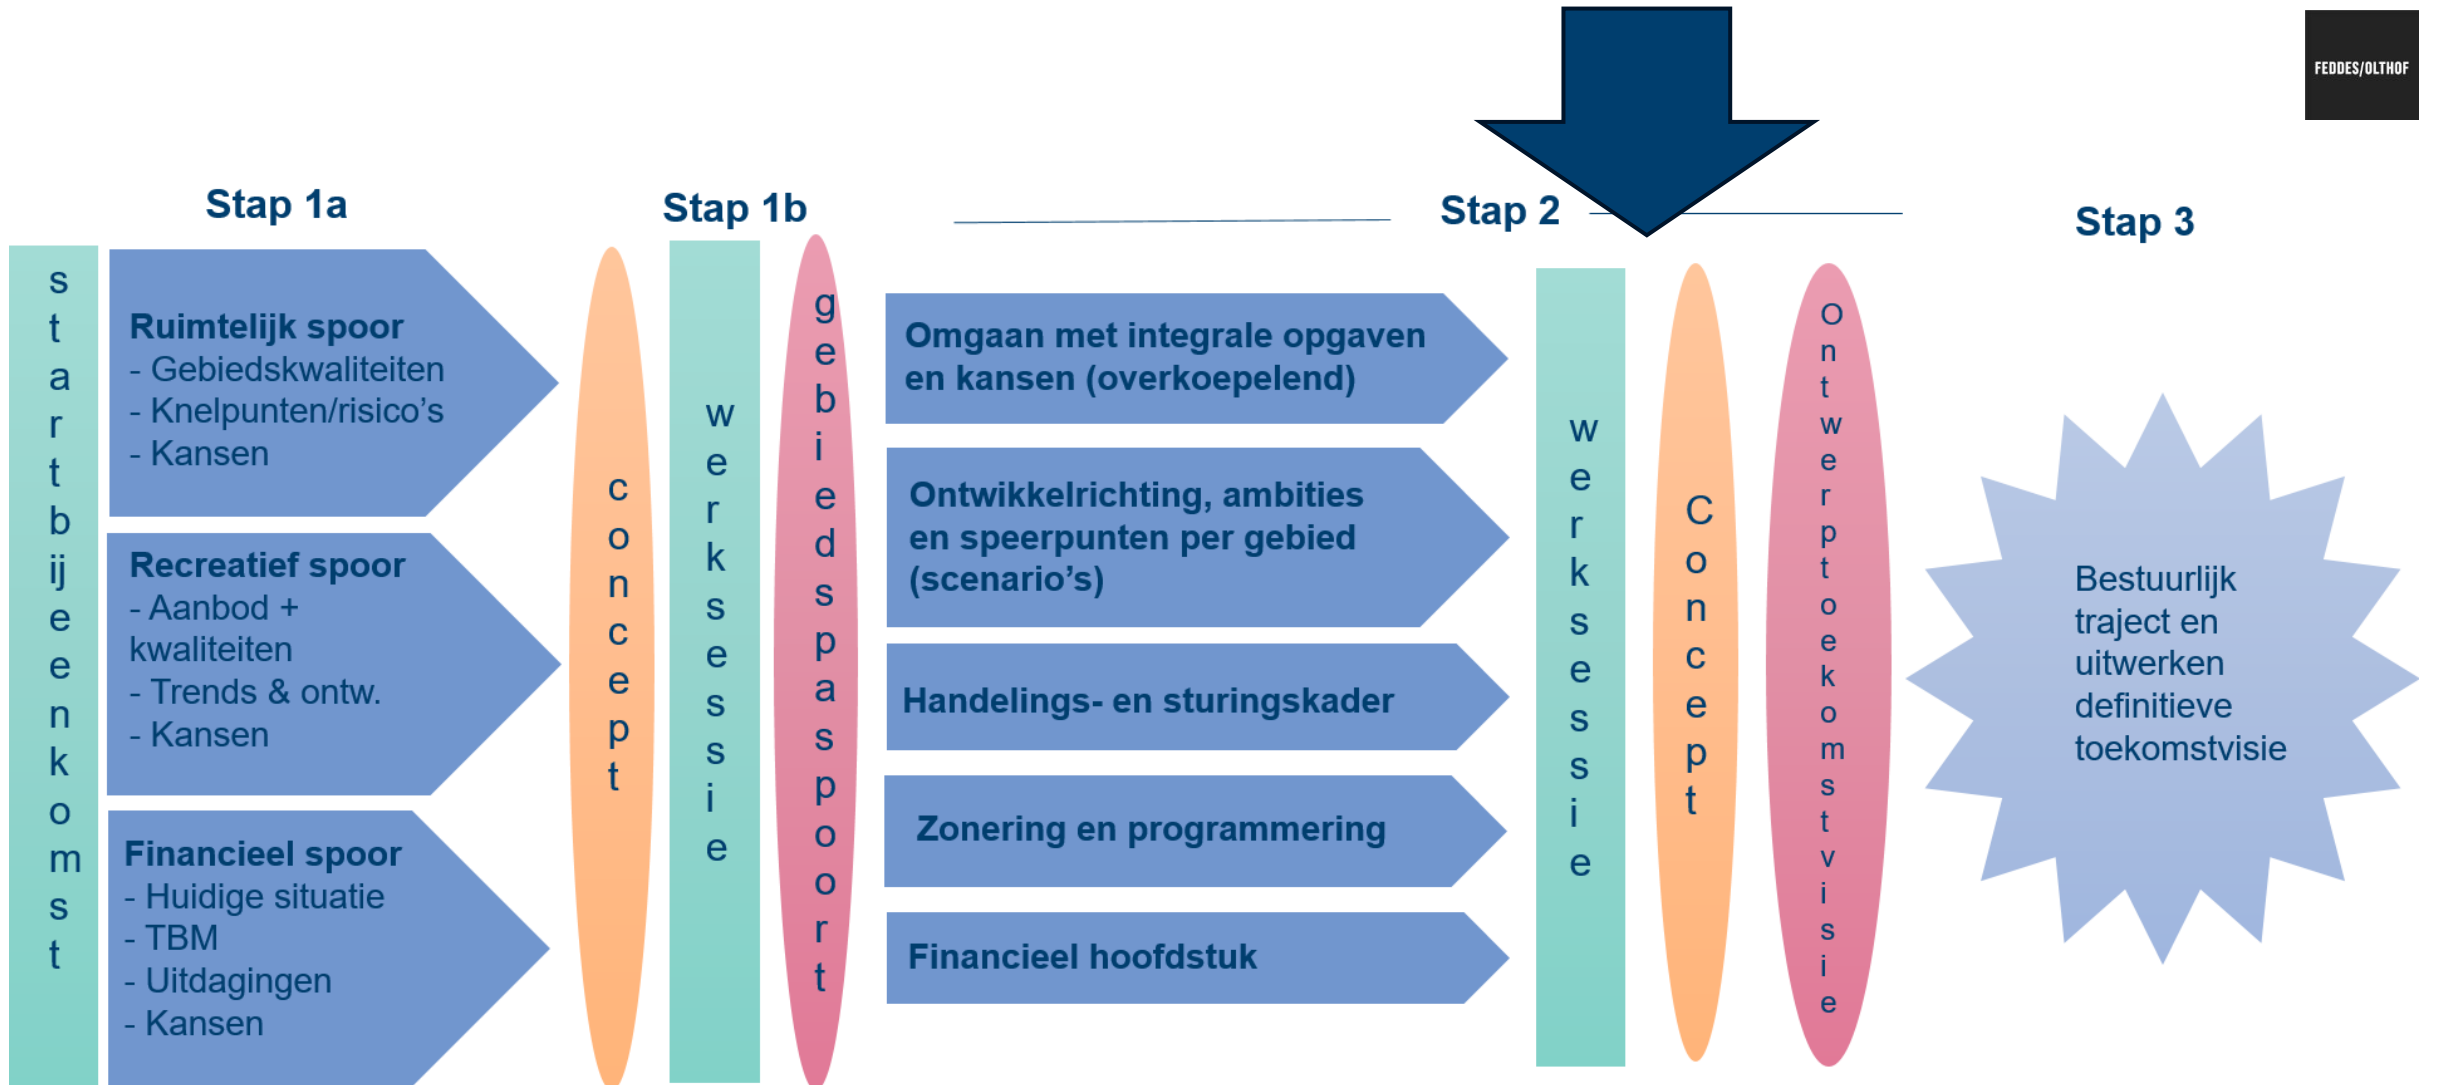 FEDDES/OLTHOF
Stap 1a
Stap 1b
Stap 2
Stap 3
startbijeenkomst
Ruimtelijk spoor
- Gebiedskwaliteiten
- Knelpunten/risico’s
- Kansen
Recreatief spoor
- Aanbod +
kwaliteiten
- Trends & ontw.
- Kansen
Financieel spoor
- Huidige situatie
- TBM
- Uitdagingen
- Kansen
concept
werksessie
gebiedspaspoort
Omgaan met integrale opgaven
en kansen (overkoepelend)
Ontwikkelrichting, ambities
en speerpunten per gebied
(scenario’s)
Handelings- en sturingskader
Zonering en programmering
Financieel hoofdstuk
werksessie
Concept
Ontwerptoekomstvisie
Bestuurlijk
traject en
uitwerken
definitieve
toekomstvisie